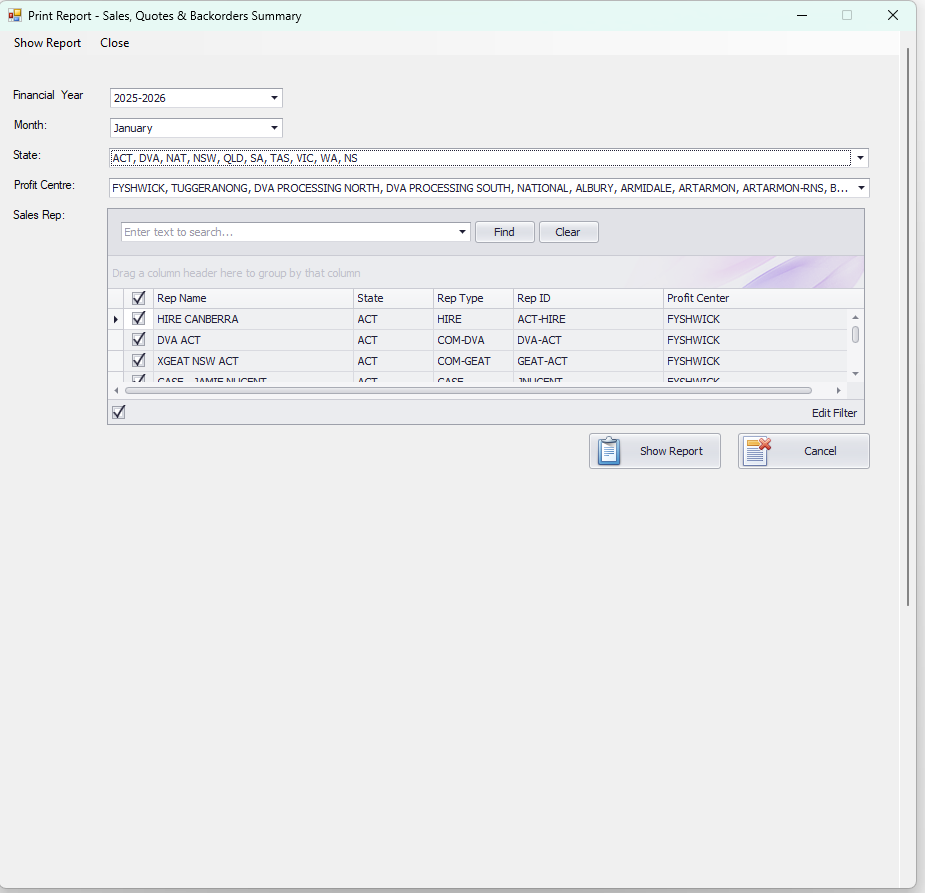 Print Report - Sales, Quotes & Backorders Summary
Show Report Close
Financial Year 2025-2026
Month: January
State: ACT, DVA, NAT, NSW, QLD, SA, TAS, VIC, WA, NS
Profit Centre: FYSHWICK, TUGGERANONG, DVA PROCESSING NORTH, DVA PROCESSING SOUTH, NATIONAL, ALBURY, ARMIDALE, ARTARMON, ARTARMON-RNS, B...
Sales Rep:
Enter text to search... Find Clear
Drag a column header here to group by that column
Rep Name State Rep Type Rep ID Profit Center
HIRE CANBERRA ACT HIRE ACT-HIRE FYSHWICK
DVA ACT ACT COM-DVA DVA-ACT FYSHWICK
XGEAT NSW ACT ACT COM-GEAT GEAT-ACT FYSHWICK
CASE - JAMIE NUGENT ACT CASE JNUGENT FYSHWICK
Edit Filter
Show Report Cancel